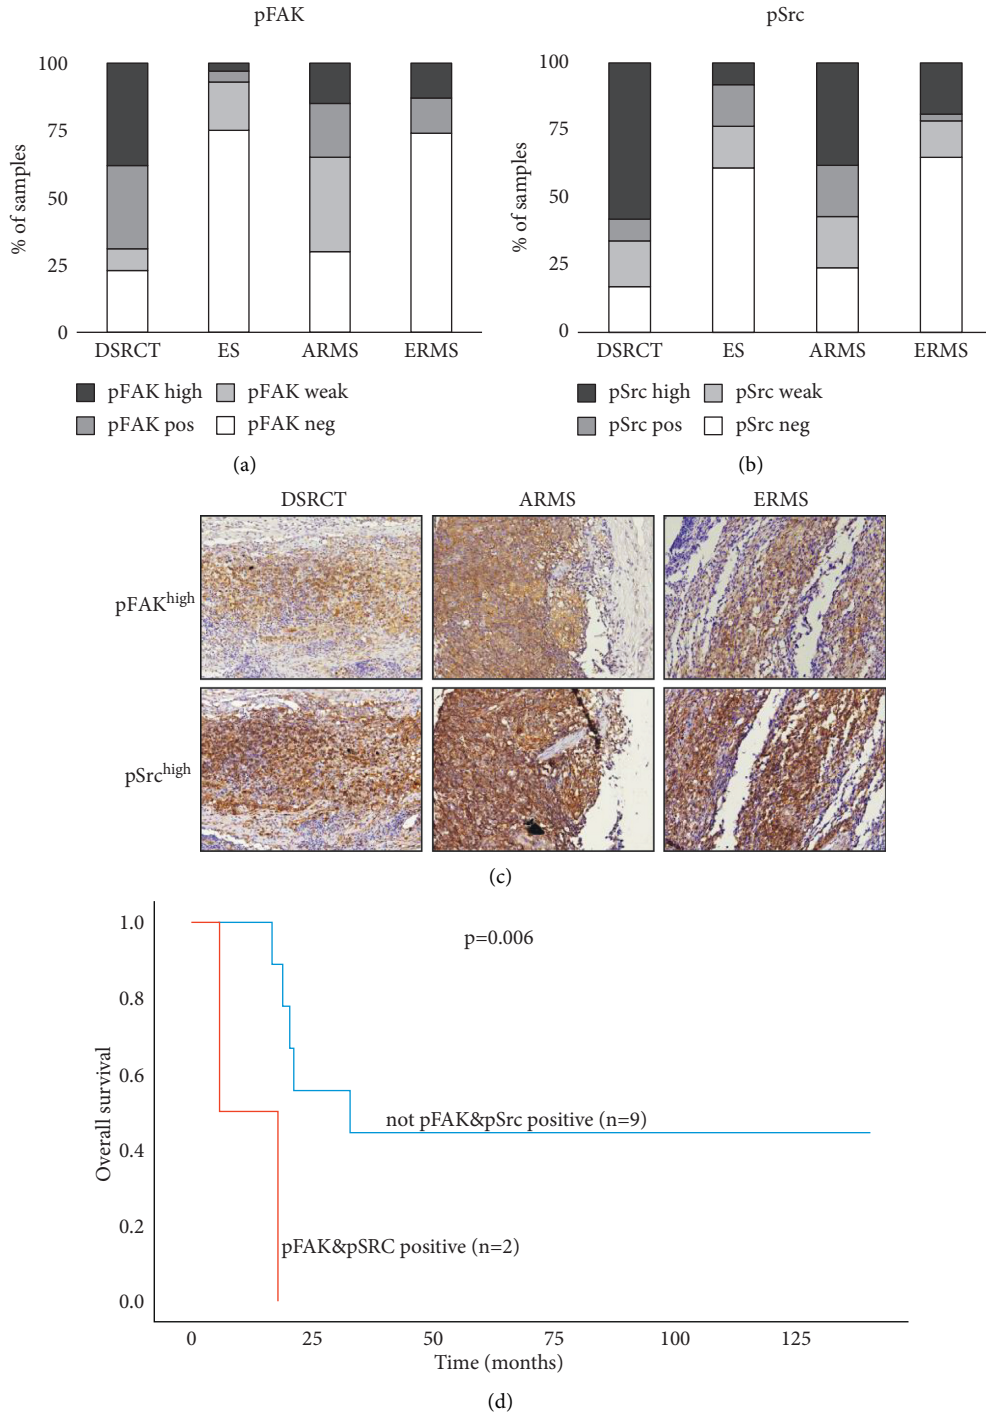 pFAK
100
75
50
25
0
% of samples
DSRCT ES ARMS ERMS
pFAK high pFAK weak
pFAK pos pFAK neg
(a)
pSrc
100
75
50
25
0
% of samples
DSRCT ES ARMS ERMS
pSrc high pSrc weak
pSrc pos pSrc neg
(b)
DSRCT ARMS ERMS
pFAKhigh
pSrchigh
(c)
1.0
0.8
0.6
0.4
0.2
0.0
Overall survival
p=0.006
not pFAK&pSrc positive (n=9)
pFAK&pSRC positive (n=2)
0 25 50 75 100 125
Time (months)
(d)